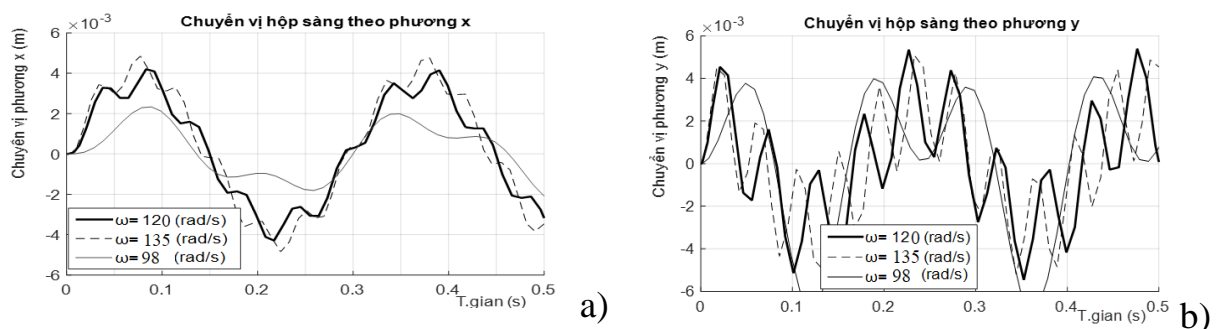 ×10⁻³
Chuyển vị hộp sàng theo phương x
Chuyển vị phương x (m)
6
4
2
0
-2
-4
-6
ω= 120 (rad/s)
ω= 135 (rad/s)
ω= 98 (rad/s)
0
0.1
0.2
0.3
0.4
0.5
T.gian (s)
a)
×10⁻³
Chuyển vị hộp sàng theo phương y
Chuyển vị phương y (m)
6
4
2
0
-2
-4
-6
ω= 120 (rad/s)
ω= 135 (rad/s)
ω= 98 (rad/s)
0
0.1
0.2
0.3
0.4
0.5
T.gian (s)
b)